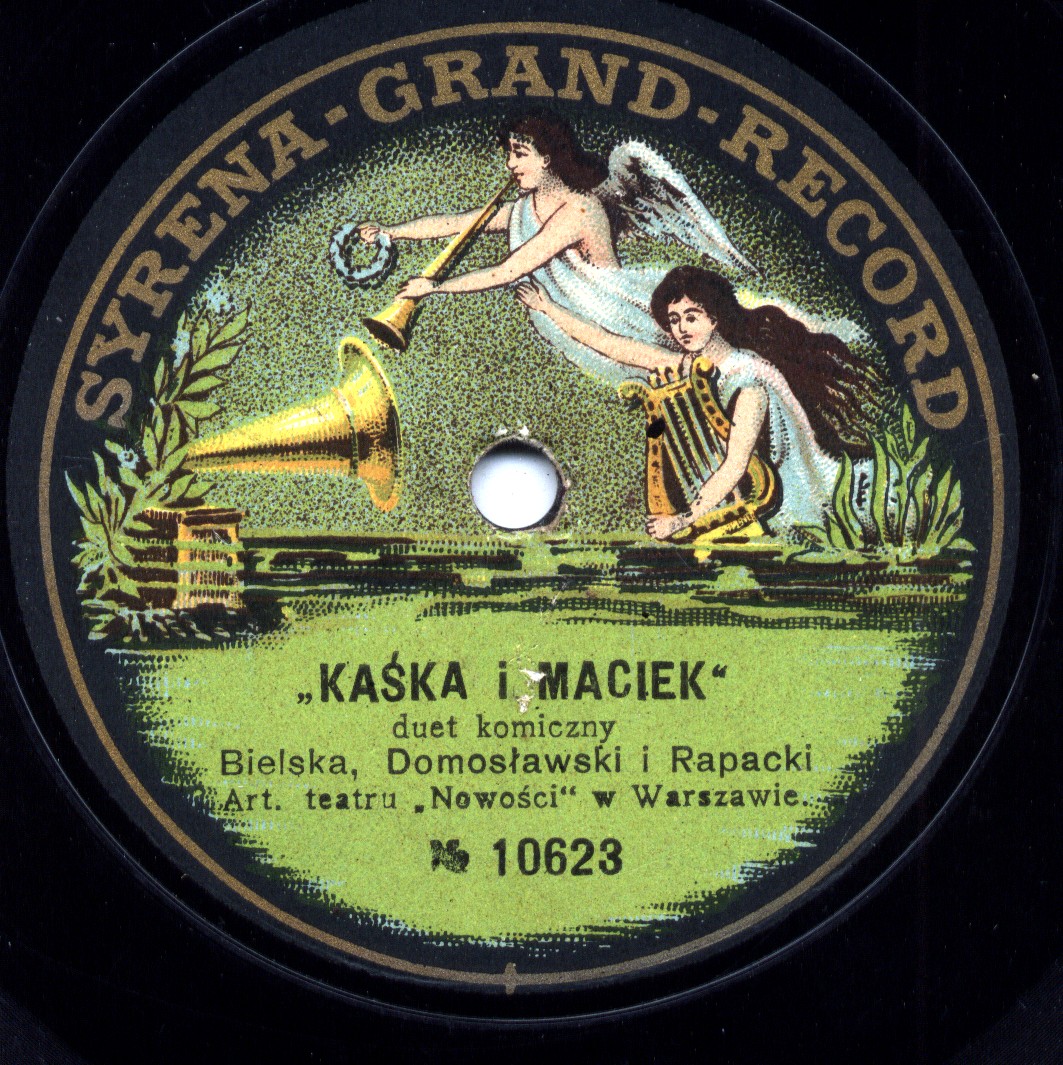 SYRENA-GRAND-RECORD
„KAŚKA i MACIEK“
duet komiczny
Bielska, Domosławski i Rapacki
Art. teatru „Nowości“ w Warszawie.
№ 10623